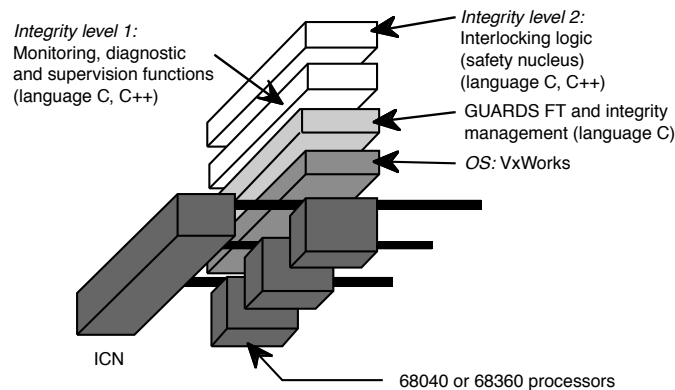 Integrity level 1:
Monitoring, diagnostic
and supervision functions
(language C, C++)
Integrity level 2:
Interlocking logic
(safety nucleus)
(language C, C++)
GUARDS FT and integrity
management (language C)
OS: VxWorks
ICN
68040 or 68360 processors